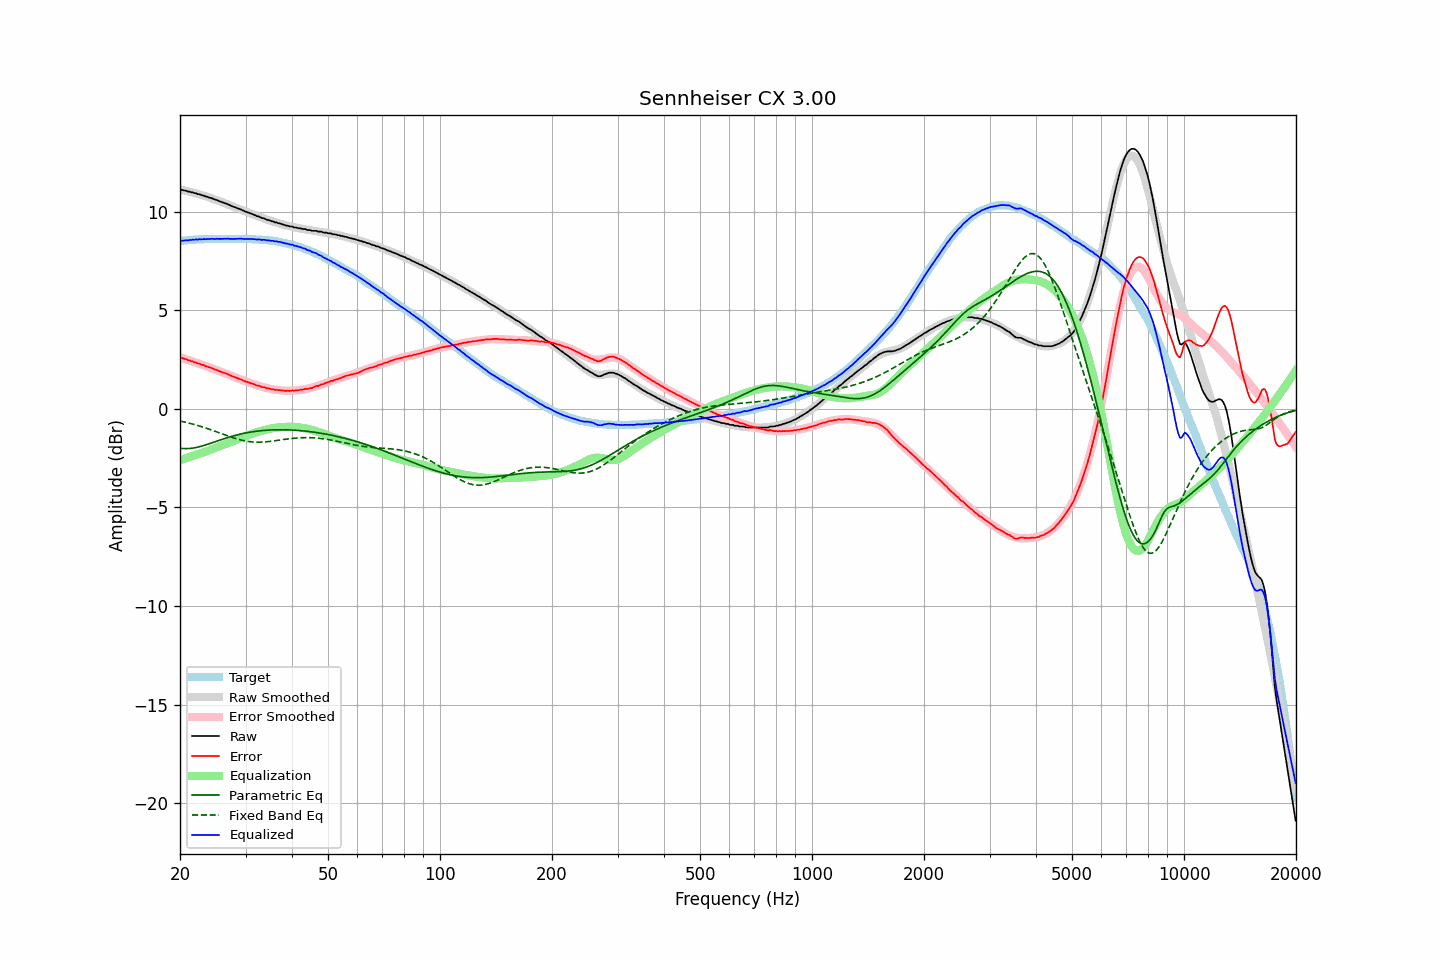 Sennheiser CX 3.00
Amplitude (dBr)
10
5
0
−5
−10
−15
−20
Target
Raw Smoothed
Error Smoothed
Raw
Error
Equalization
Parametric Eq
Fixed Band Eq
Equalized
20 50 100 200 500 1000 2000 5000 10000 20000
Frequency (Hz)